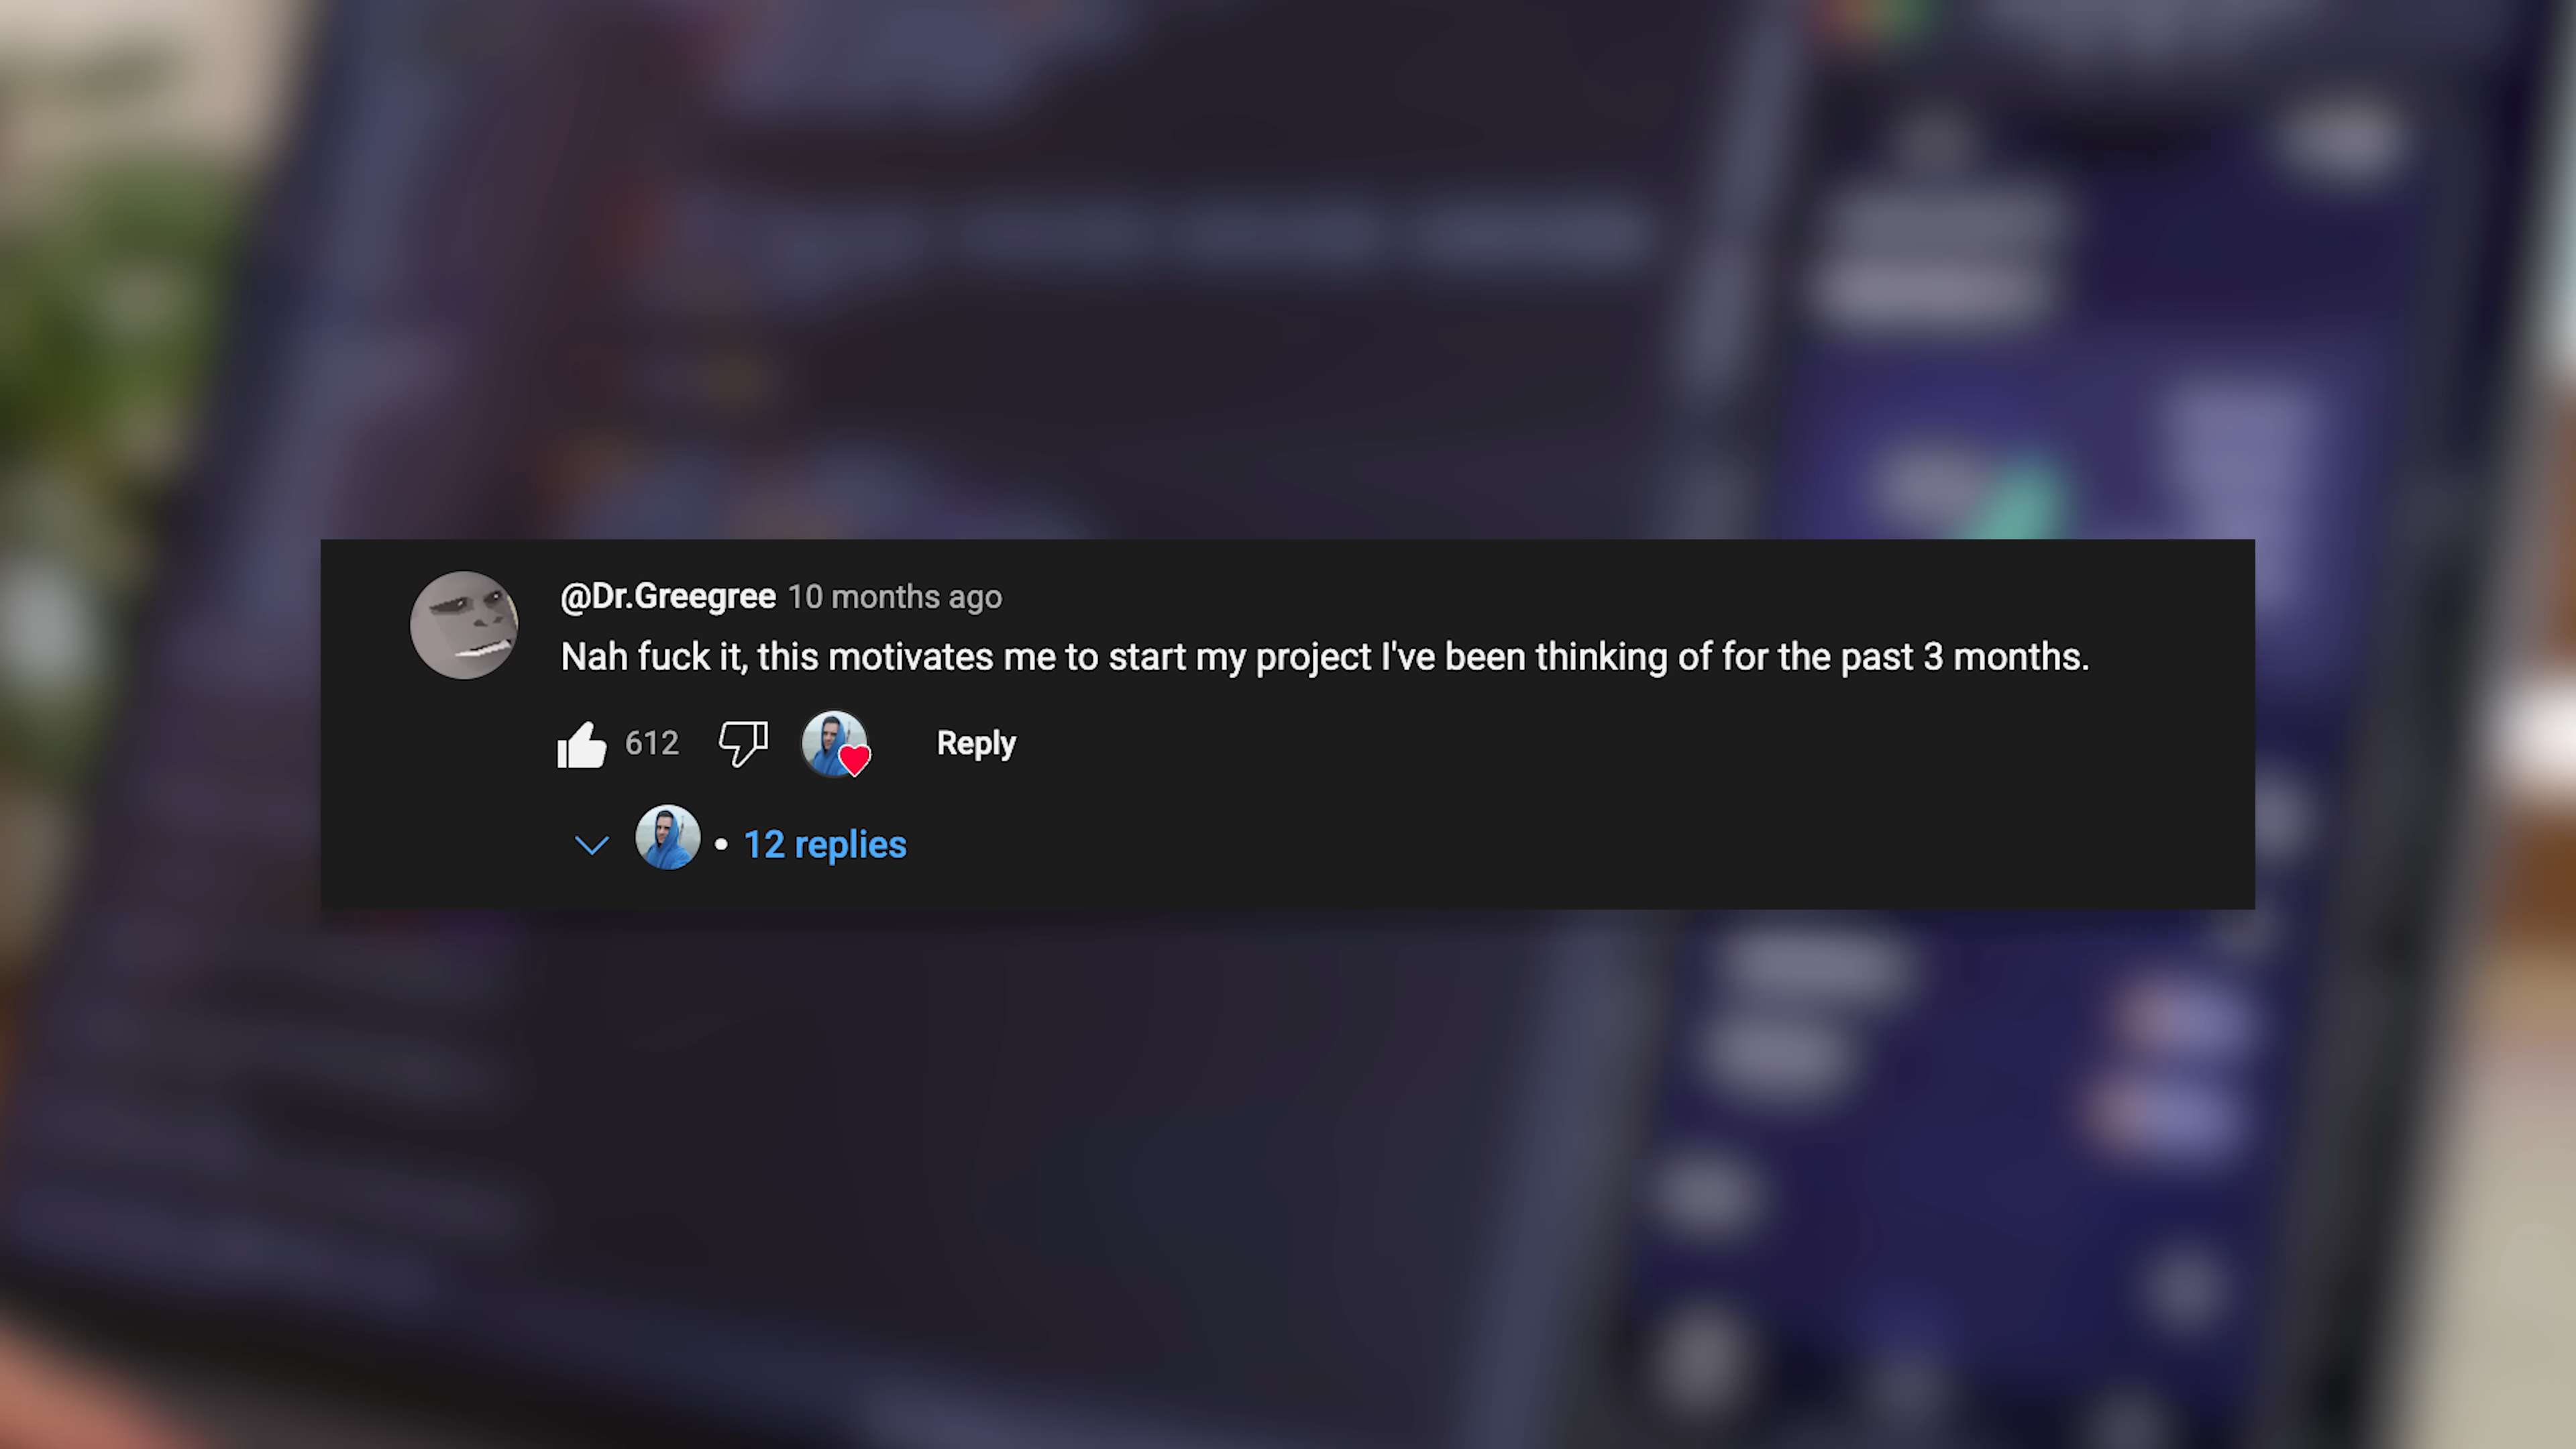 @Dr.Greegree 10 months ago
Nah fuck it, this motivates me to start my project I've been thinking of for the past 3 months.
612 Reply
• 12 replies